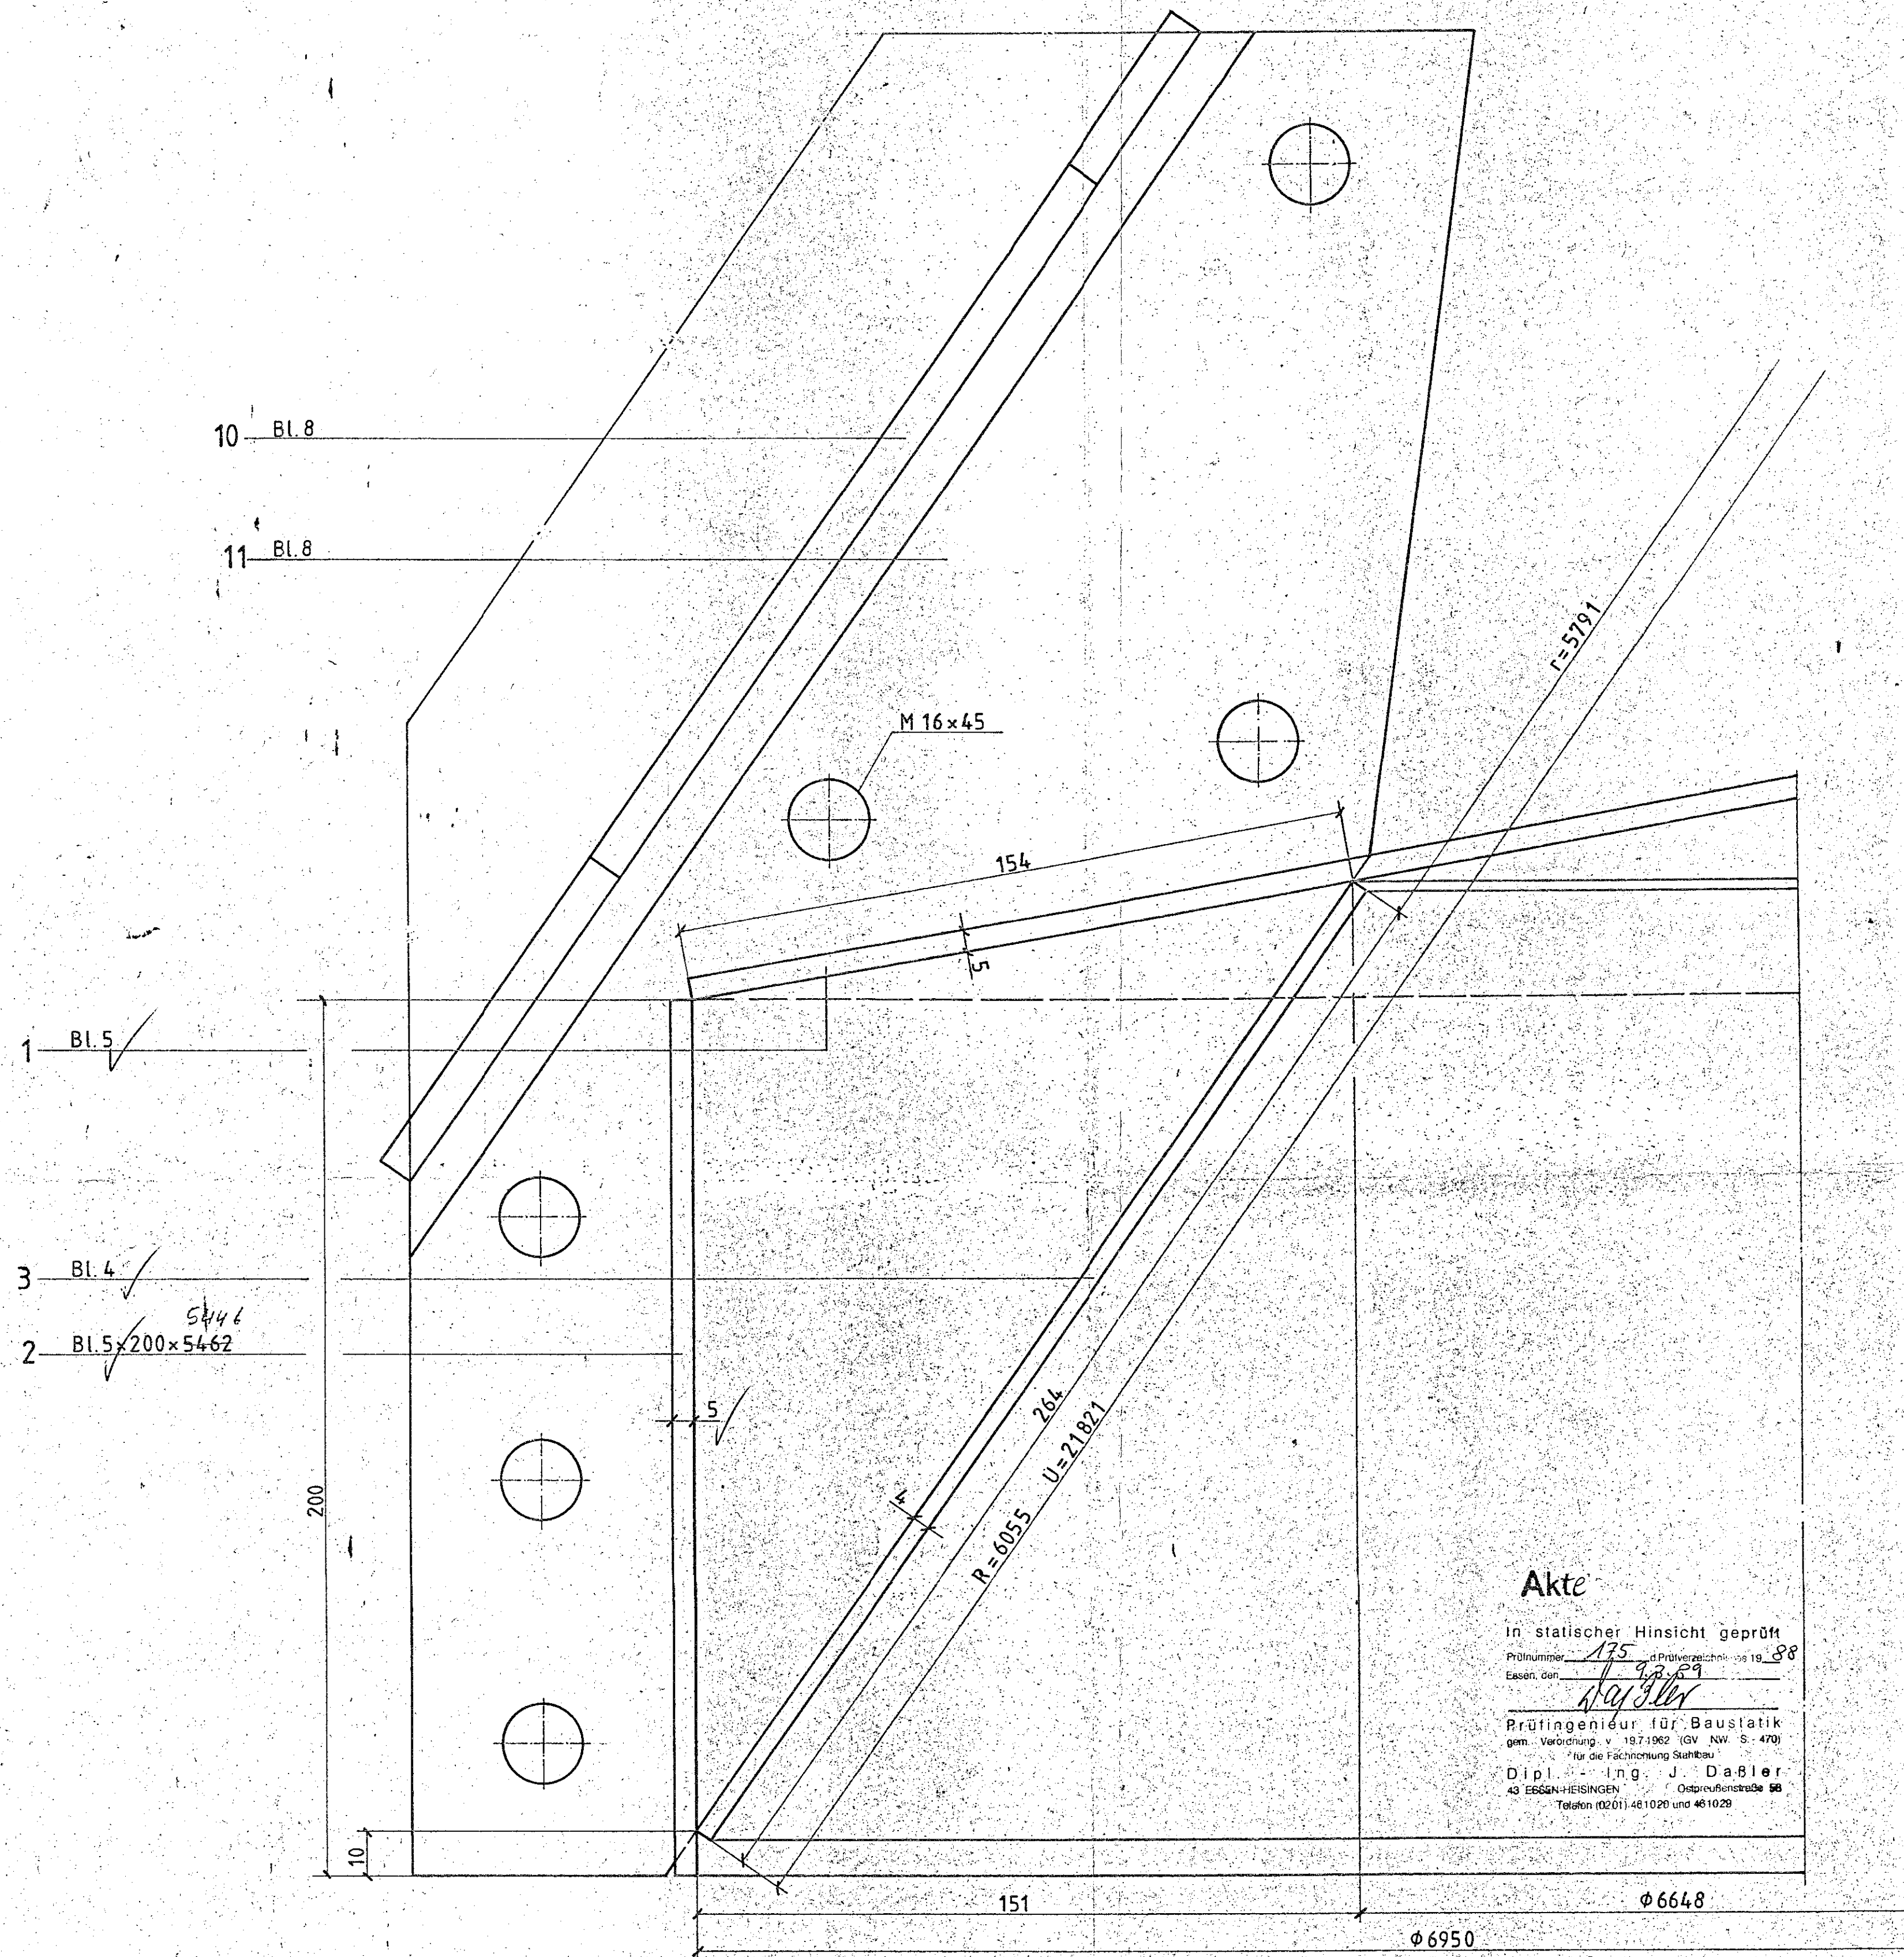 10 Bl.8
11 Bl.8
r=5791
M 16×45
154
5
1 Bl.5
3 Bl.4
5446
2 Bl.5×200×5462
5
264
U=21821
R=6055
4
200
10
Akte
In statischer Hinsicht geprüft
Prüfnummer 175 d.Prüfverzeichnisses 19 88
Essen, den 9.3.89
Daßler
Prüfingenieur für Baustatik
gem. Verordnung v. 19.7.1962 (GV NW S. 470)
für die Fachrichtung Stahlbau
Dipl. - Ing. J. Daßler
43 ESSEN-HEISINGEN Ostpreußenstraße 58
Telefon (0201) 461020 und 461029
151
Φ6648
Φ6950